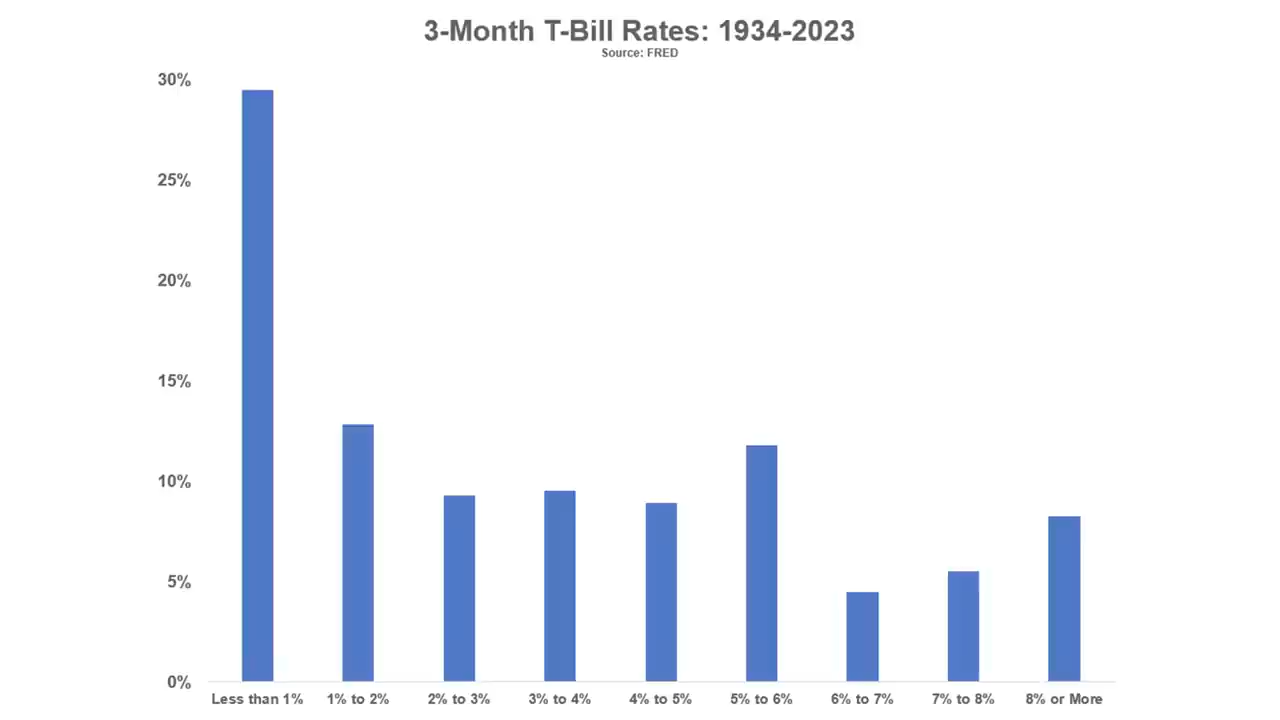 3-Month T-Bill Rates: 1934-2023
Source: FRED
30%
25%
20%
15%
10%
5%
0%
Less than 1% 1% to 2% 2% to 3% 3% to 4% 4% to 5% 5% to 6% 6% to 7% 7% to 8% 8% or More